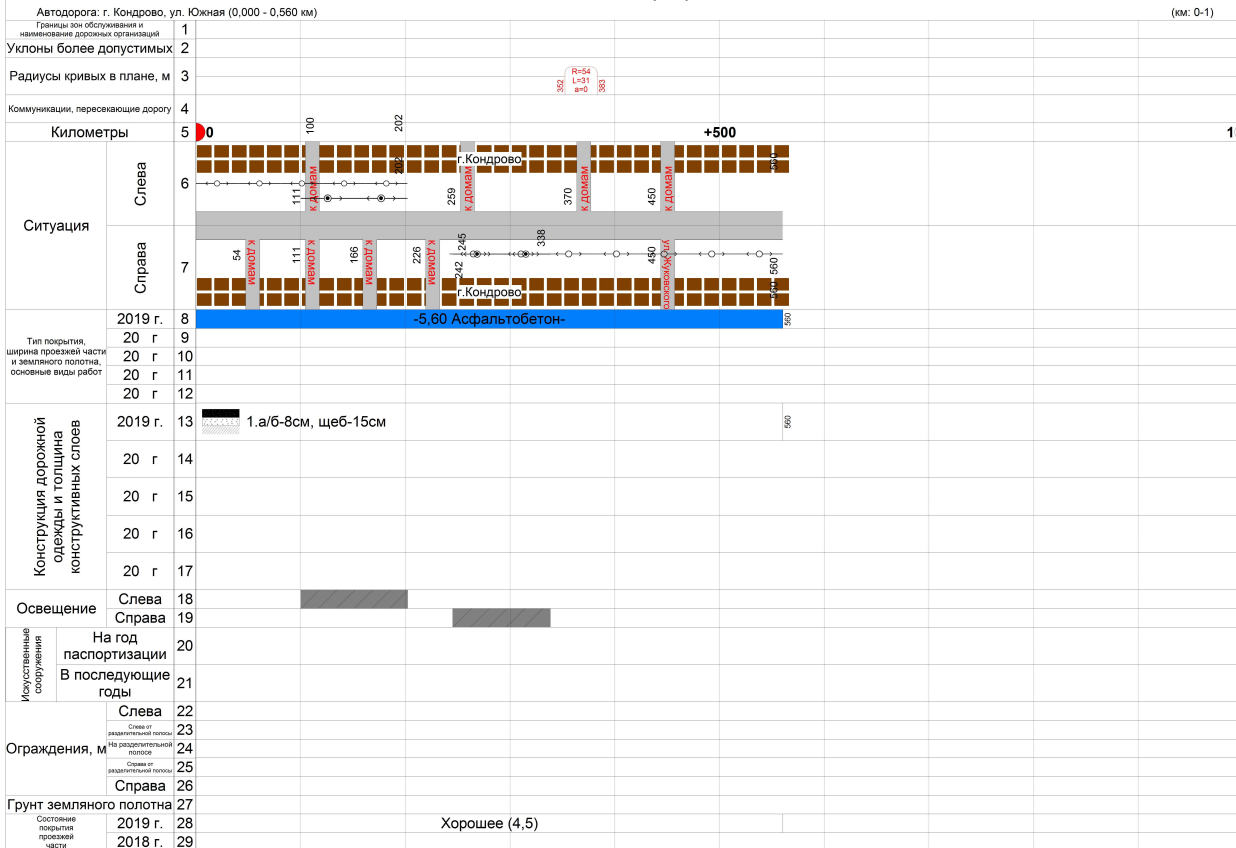 Автодорога: г. Кондрово, ул. Южная (0,000 - 0,560 км)
(км: 0-1)
Границы зон обслуживания и
наименование дорожных организаций
1
Уклоны более допустимых 2
Радиусы кривых в плане, м 3
352
R=54
L=31
a=0
383
Коммуникации, пересекающие дорогу 4
100
202
Километры 5
0
+500
Ситуация
Слева
6
г.Кондрово
202
560
111
к домам
259
к домам
370
к домам
450
к домам
Справа
7
54
к домам
111
к домам
166
к домам
226
к домам
245
242
338
450
ул.Жуковского
560
560
г.Кондрово
Тип покрытия,
ширина проезжей части
и земляного полотна,
основные виды работ
2019 г. 8
-5,60 Асфальтобетон-
560
20 г 9
20 г 10
20 г 11
20 г 12
Конструкция дорожной
одежды и толщина
конструктивных слоев
2019 г. 13
1.а/б-8см, щеб-15см
560
20 г 14
20 г 15
20 г 16
20 г 17
Освещение
Слева 18
Справа 19
Искусственные
сооружения
На год
паспортизации
20
В последующие
годы
21
Ограждения, м
Слева 22
Слева от
разделительной полосы
23
На разделительной
полосе
24
Справа от
разделительной полосы
25
Справа 26
Грунт земляного полотна 27
Состояние
покрытия
проезжей
части
2019 г. 28
Хорошее (4,5)
2018 г. 29